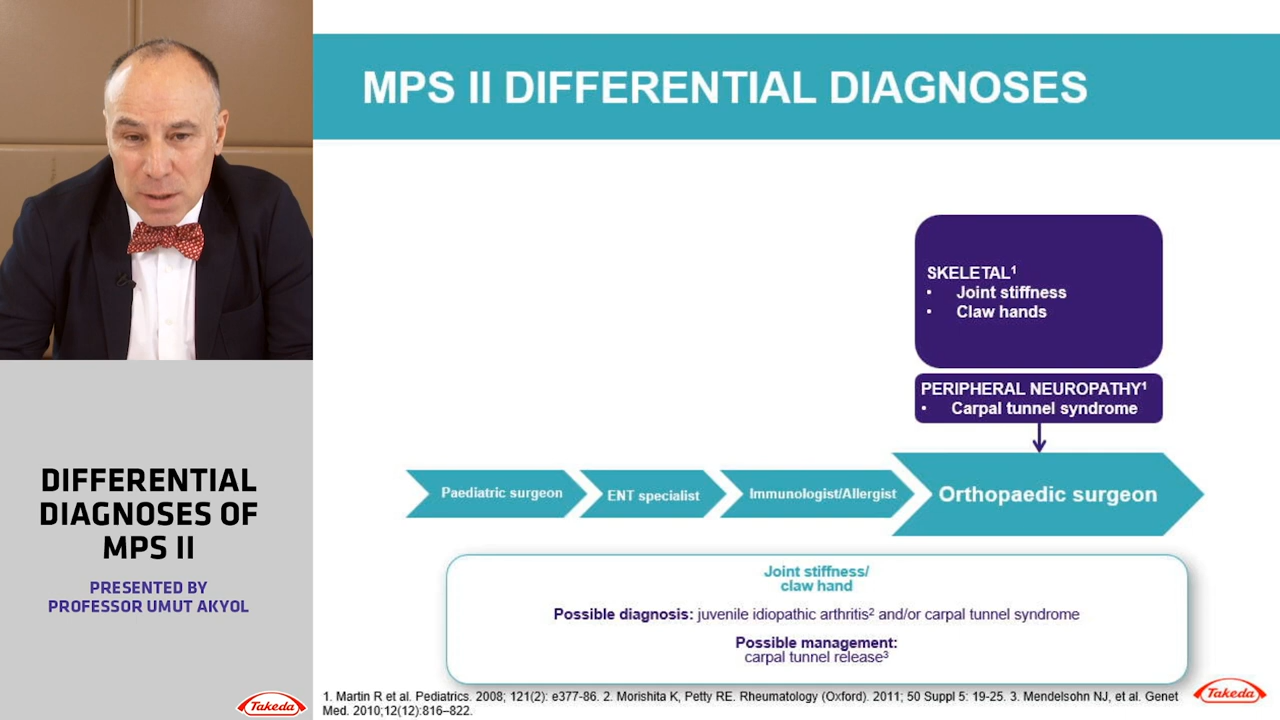 MPS II DIFFERENTIAL DIAGNOSES
SKELETAL¹
• Joint stiffness
• Claw hands
PERIPHERAL NEUROPATHY¹
• Carpal tunnel syndrome
Paediatric surgeon
ENT specialist
Immunologist/Allergist
Orthopaedic surgeon
Joint stiffness/
claw hand
Possible diagnosis: juvenile idiopathic arthritis² and/or carpal tunnel syndrome
Possible management:
carpal tunnel release³
1. Martin R et al. Pediatrics. 2008; 121(2): e377-86. 2. Morishita K, Petty RE. Rheumatology (Oxford). 2011; 50 Suppl 5: 19-25. 3. Mendelsohn NJ, et al. Genet
Med. 2010;12(12):816–822.
Takeda
DIFFERENTIAL
DIAGNOSES OF
MPS II
PRESENTED BY
PROFESSOR UMUT AKYOL
Takeda